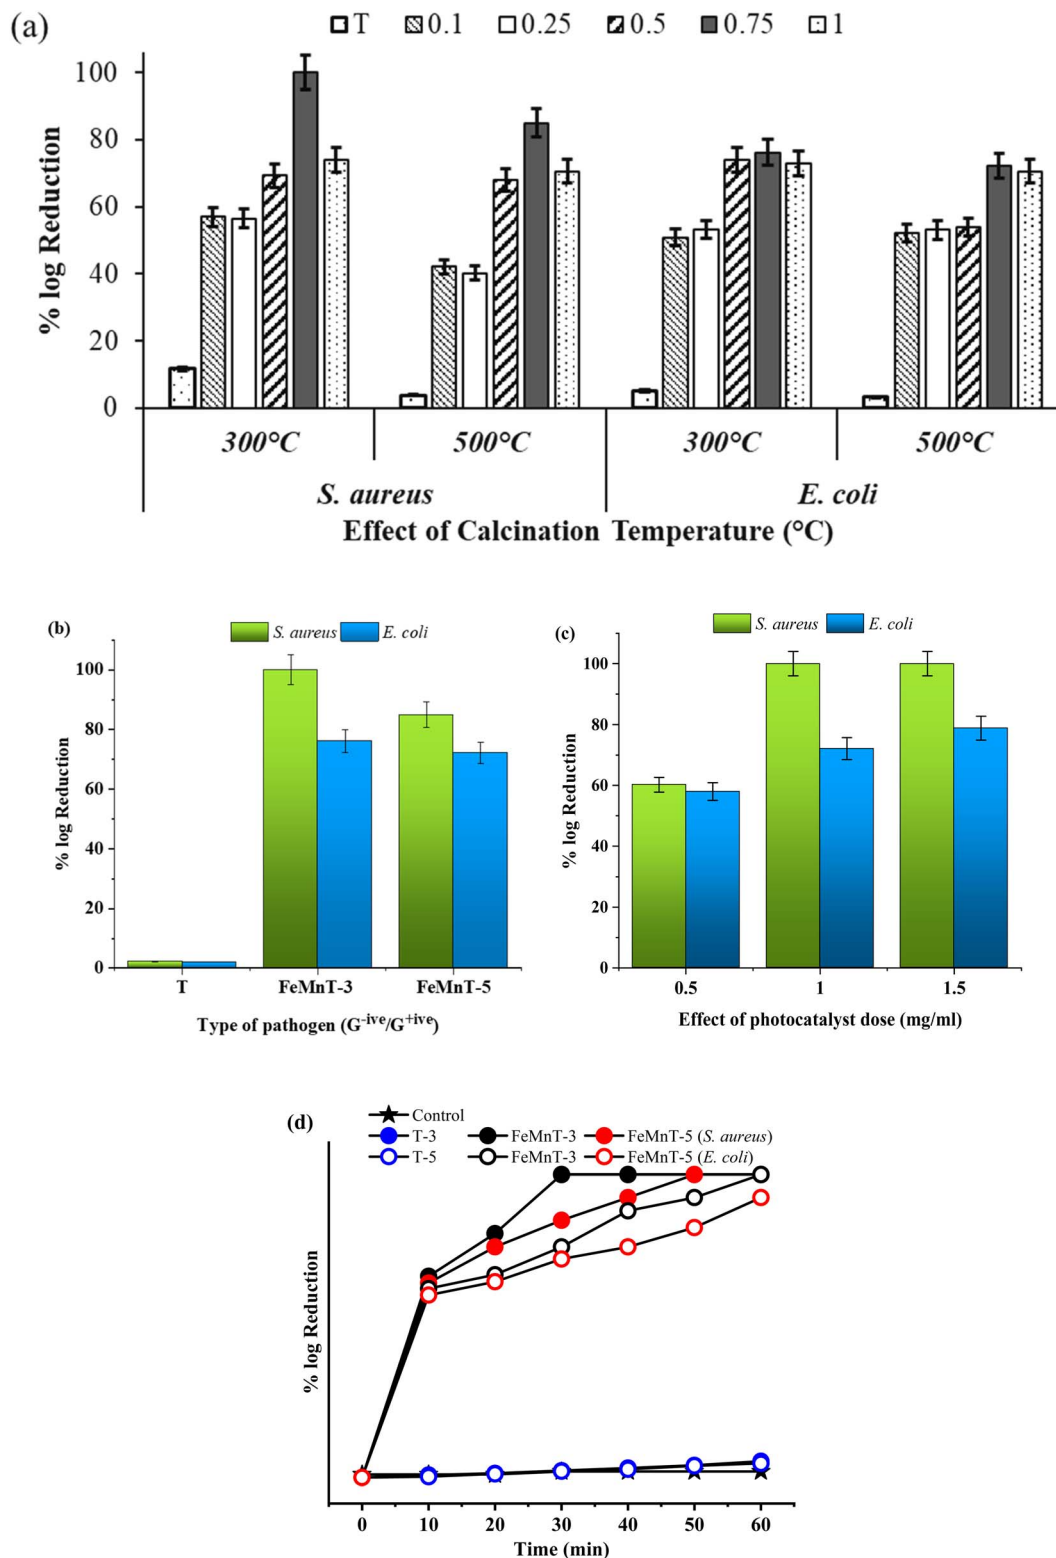 (a)
T 0.1 0.25 0.5 0.75 1
% log Reduction
100
80
60
40
20
0
300°C 500°C 300°C 500°C
S. aureus E. coli
Effect of Calcination Temperature (°C)
(b)
S. aureus E. coli
% log Reduction
100
80
60
40
20
0
T FeMnT-3 FeMnT-5
Type of pathogen (G-ive/G+ive)
(c)
S. aureus E. coli
% log Reduction
100
80
60
40
20
0
0.5 1 1.5
Effect of photocatalyst dose (mg/ml)
(d)
Control
T-3 FeMnT-3 FeMnT-5 (S. aureus)
T-5 FeMnT-3 FeMnT-5 (E. coli)
% log Reduction
0 10 20 30 40 50 60
Time (min)